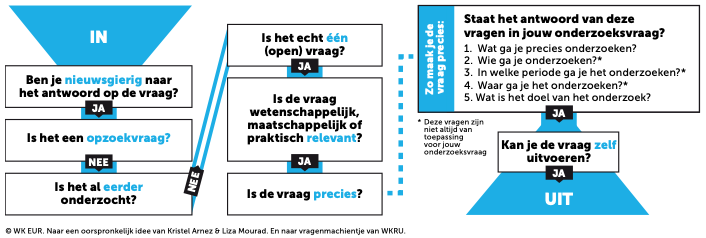 IN
Ben je nieuwsgierig naar
het antwoord op de vraag?
JA
Is het een opzoekvraag?
NEE
Is het al eerder
onderzocht?
NEE
Is het echt één
(open) vraag?
JA
Is de vraag
wetenschappelijk,
maatschappelijk of
praktisch relevant?
JA
Is de vraag precies?
Zo maak je de
vraag precies:
Staat het antwoord van deze
vragen in jouw onderzoeksvraag?
1. Wat ga je precies onderzoeken?
2. Wie ga je onderzoeken?*
3. In welke periode ga je het onderzoeken?*
4. Waar ga je het onderzoeken?*
5. Wat is het doel van het onderzoek?
* Deze vragen zijn
niet altijd van
toepassing
voor jouw
onderzoeksvraag
JA
Kan je de vraag zelf
uitvoeren?
JA
UIT
© WK EUR. Naar een oorspronkelijk idee van Kristel Arnez & Liza Mourad. En naar vragenmachientje van WKRU.